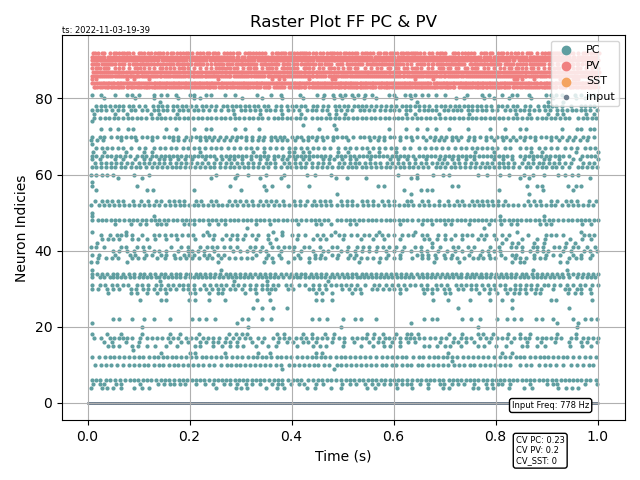 Raster Plot FF PC & PV
ts: 2022-11-03-19-39
PC
PV
SST
input
80
60
40
20
0
Neuron Indicies
Input Freq: 778 Hz
0.0 0.2 0.4 0.6 0.8 1.0
Time (s)
CV PC: 0.23
CV PV: 0.2
CV_SST: 0